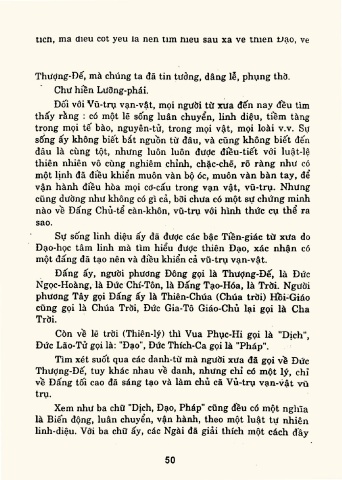 tích, mà điều cốt yếu là nên tìm hiểu sâu xa về thiên Đạo, về
Thượng-Đế, mà chúng ta đã tin tưởng, dâng lễ, phụng thờ.
Chư hiền Lưỡng-phái.
Đối với Vũ-trụ vạn-vật, mọi người từ xưa đến nay đều tìm
thấy rằng : có một lẽ sống luân chuyển, linh diệu, tiềm tàng
trong mọi tế bào, nguyên-tử, trong mọi vật, mọi loài v.v. Sự
sống ấy không biết bắt nguồn từ đâu, và cũng không biết đến
đâu là cùng tột, nhưng luôn luôn được điều-tiết với luật-lệ
thiên nhiên vô cùng nghiêm chỉnh, chặc-chẽ, rõ ràng như có
một lịnh đã điều khiển muôn vàn bộ óc, muôn vàn bàn tay, để
vận hành điều hòa mọi cơ-cấu trong vạn vật, vũ-trụ. Nhưng
cũng dường như không có gì cả, bởi chưa có một sự chứng minh
nào về Đấng Chủ-tể càn-khôn, vũ-trụ với hình thức cụ thể ra
sao.
Sự sống linh diệu ấy đã được các bậc Tiền-giác từ xưa do
Đạo-học tâm linh mà tìm hiểu được thiên Đạo, xác nhận có
một đấng đã tạo nên và điều khiển cả vũ-trụ vạn-vật.
Đấng ấy, người phương Đông gọi là Thượng-Đế, là Đức
Ngọc-Hoàng, là Đức Chí-Tôn, là Đấng Tạo-Hóa, là Trời. Người
phương Tây gọi Đấng ấy là Thiên-Chúa (Chúa trời) Hồi-Giáo
cũng gọi là Chúa Trời, Đức Gia-Tô Giáo-Chủ lại gọi là Cha
Trời.
Còn về lẽ trời (Thiên-lý) thì Vua Phục-Hi gọi là "Dịch",
Đức Lão-Tử gọi là: "Đạo", Đức Thích-Ca gọi là "Pháp".
Tìm xét suốt qua các danh-từ mà người xưa đã gọi về Đức
Thượng-Đế, tuy khác nhau về danh, nhưng chỉ có một lý, chỉ
về Đấng tối cao đã sáng tạo và làm chủ cã Vũ-trụ vạn-vật vũ
trụ.
Xem như ba chữ "Dịch, Đạo, Pháp" cũng đều có một nghĩa
là Biến động, luân chuyển, vận hành, theo một luật tự nhiên
linh-diệu. Với ba chữ ấy, các Ngài đã giải thích một cách đầy
50